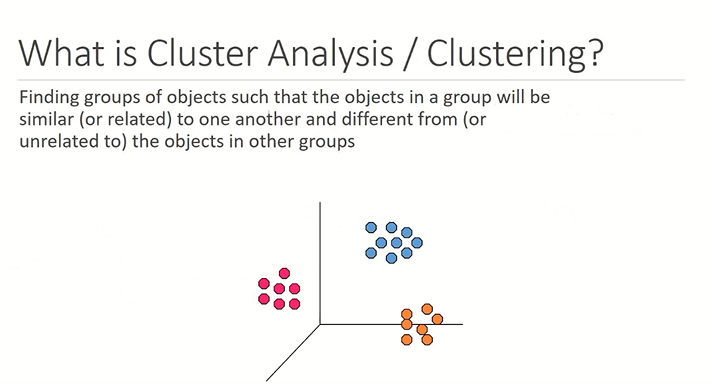 What is Cluster Analysis / Clustering?
Finding groups of objects such that the objects in a group will be
similar (or related) to one another and different from (or
unrelated to) the objects in other groups